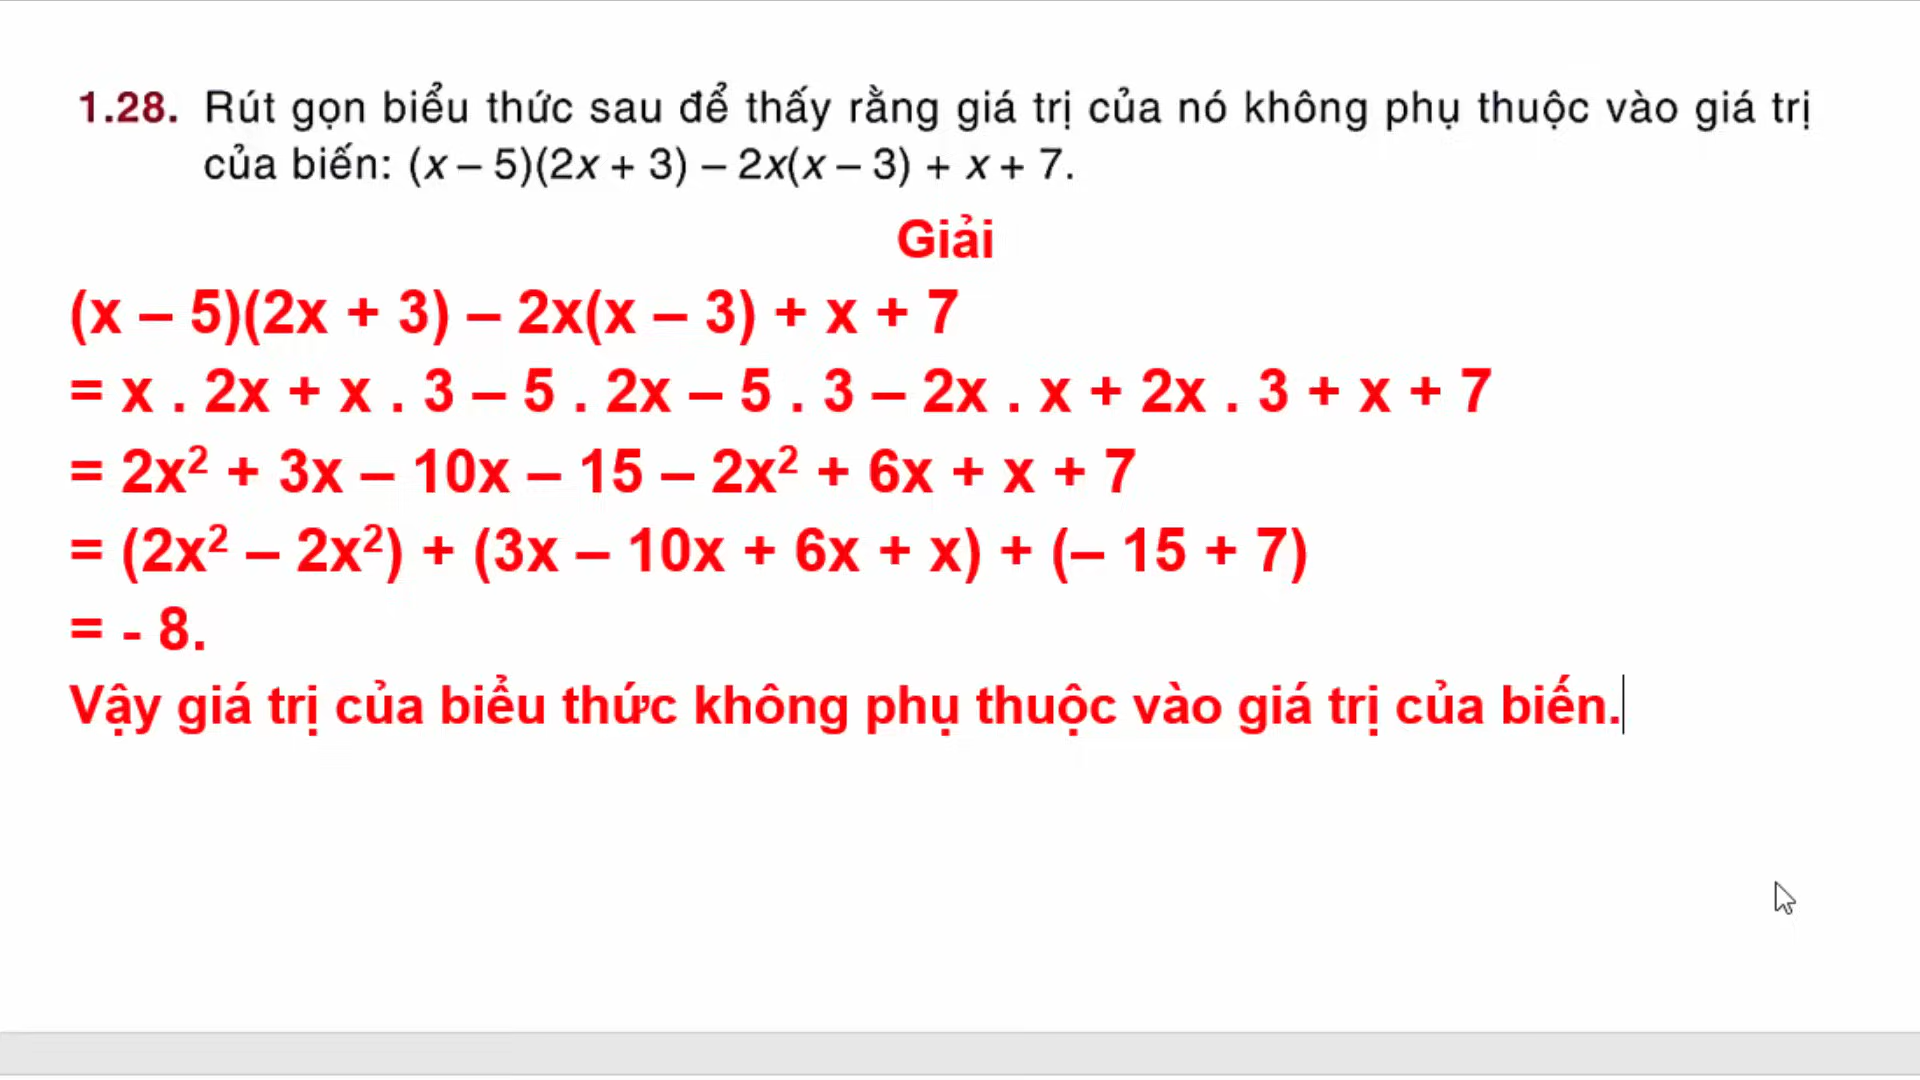 1.28. Rút gọn biểu thức sau để thấy rằng giá trị của nó không phụ thuộc vào giá trị
của biến: (x – 5)(2x + 3) – 2x(x – 3) + x + 7.
Giải
(x – 5)(2x + 3) – 2x(x – 3) + x + 7
= x . 2x + x . 3 – 5 . 2x – 5 . 3 – 2x . x + 2x . 3 + x + 7
= 2x² + 3x – 10x – 15 – 2x² + 6x + x + 7
= (2x² – 2x²) + (3x – 10x + 6x + x) + (– 15 + 7)
= - 8.
Vậy giá trị của biểu thức không phụ thuộc vào giá trị của biến.